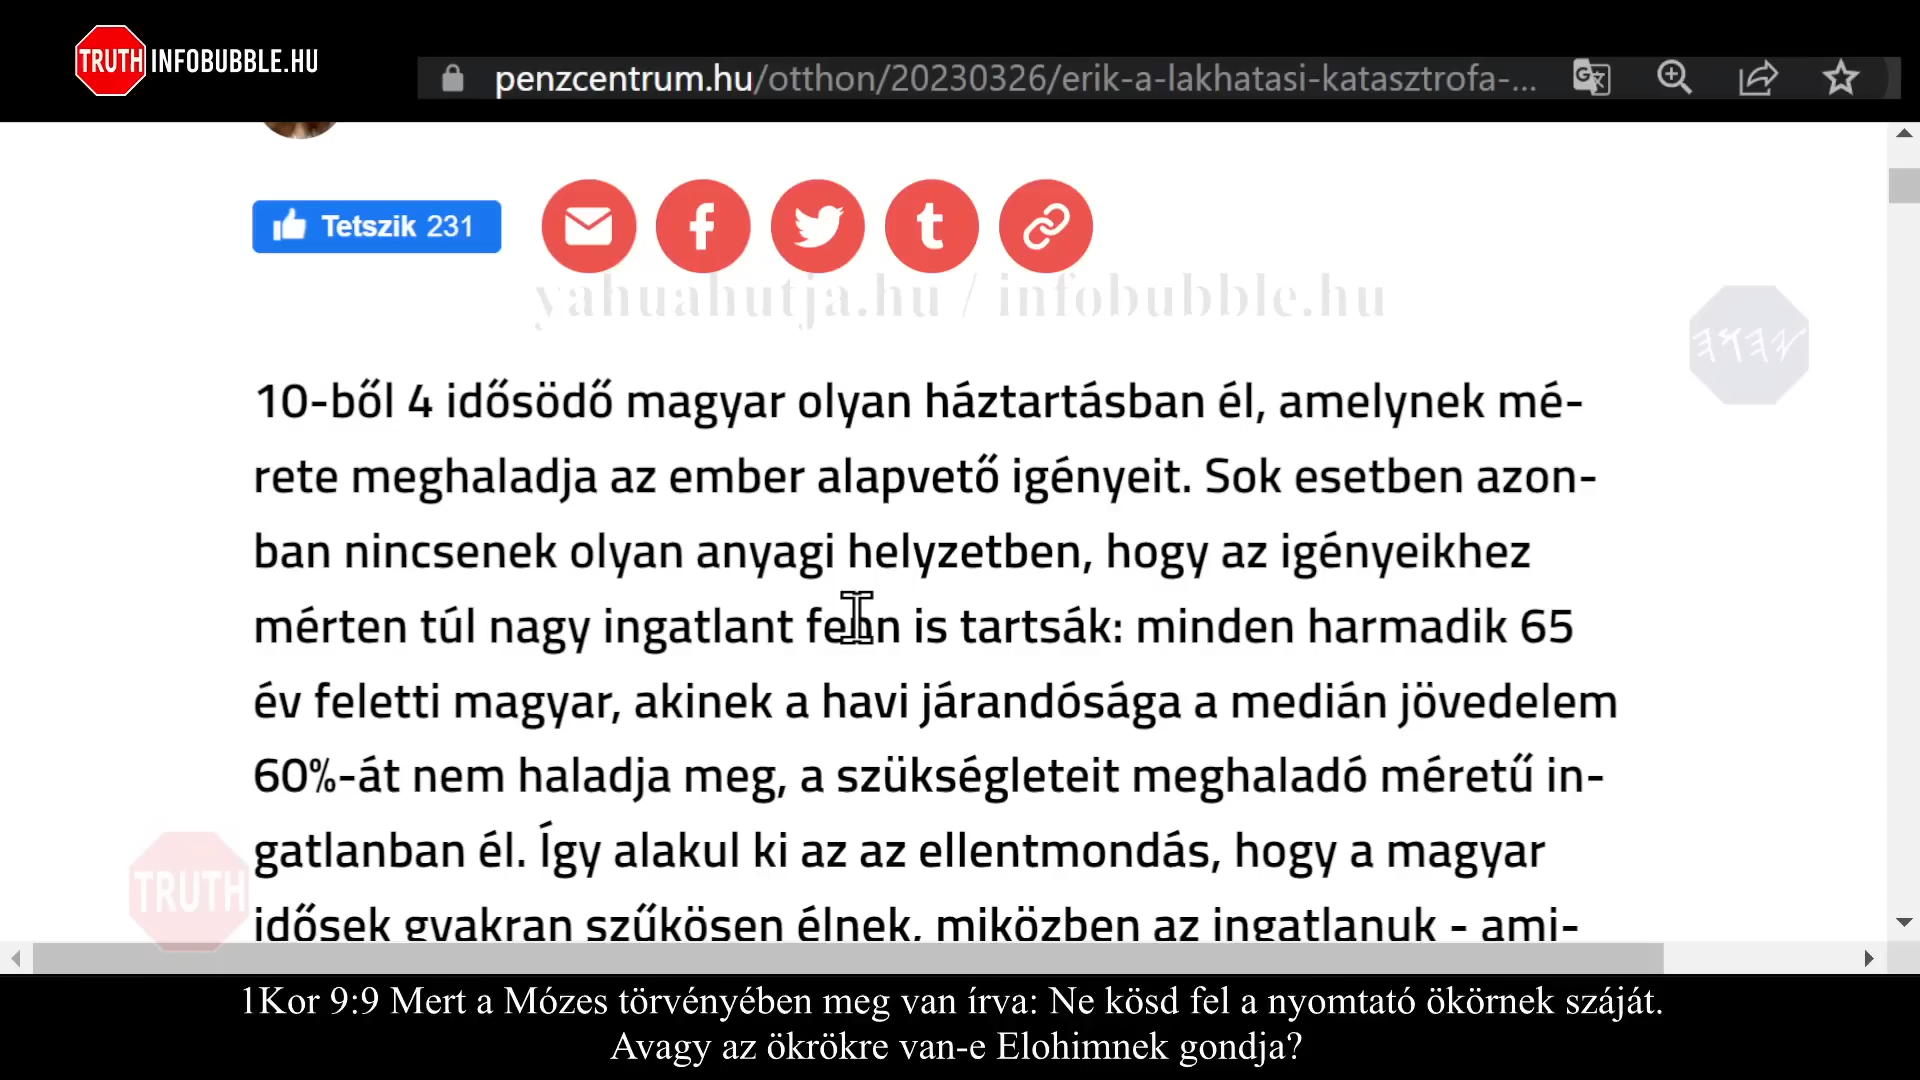 TRUTH INFOBUBBLE.HU
penzcentrum.hu/otthon/20230326/erik-a-lakhatasi-katasztrofa-...
Tetszik 231
yahuahutja.hu / infobubble.hu
10-ből 4 idősödő magyar olyan háztartásban él, amelynek mé-
rete meghaladja az ember alapvető igényeit. Sok esetben azon-
ban nincsenek olyan anyagi helyzetben, hogy az igényeikhez
mérten túl nagy ingatlant fenn is tartsák: minden harmadik 65
év feletti magyar, akinek a havi járandósága a medián jövedelem
60%-át nem haladja meg, a szükségleteit meghaladó méretű in-
gatlanban él. Így alakul ki az az ellentmondás, hogy a magyar
TRUTH
idősek gyakran szűkösen élnek, miközben az ingatlanuk - ami-
1Kor 9:9 Mert a Mózes törvényében meg van írva: Ne kösd fel a nyomtató ökörnek száját.
Avagy az ökrökre van-e Elohimnek gondja?